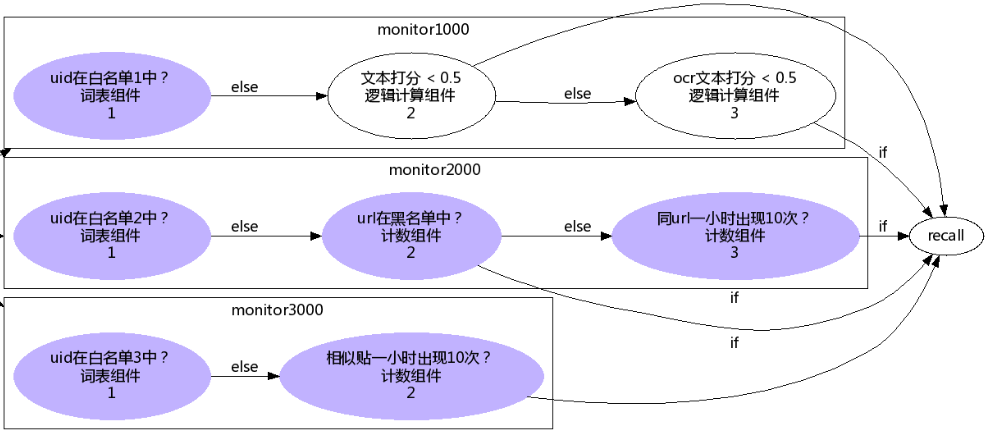 monitor1000
uid在白名单1中？
词表组件
1
else
文本打分 < 0.5
逻辑计算组件
2
else
ocr文本打分 < 0.5
逻辑计算组件
3
if
monitor2000
uid在白名单2中？
词表组件
1
else
url在黑名单中？
计数组件
2
else
同url一小时出现10次？
计数组件
3
if
recall
if
monitor3000
uid在白名单3中？
词表组件
1
else
相似贴一小时出现10次？
计数组件
2
if